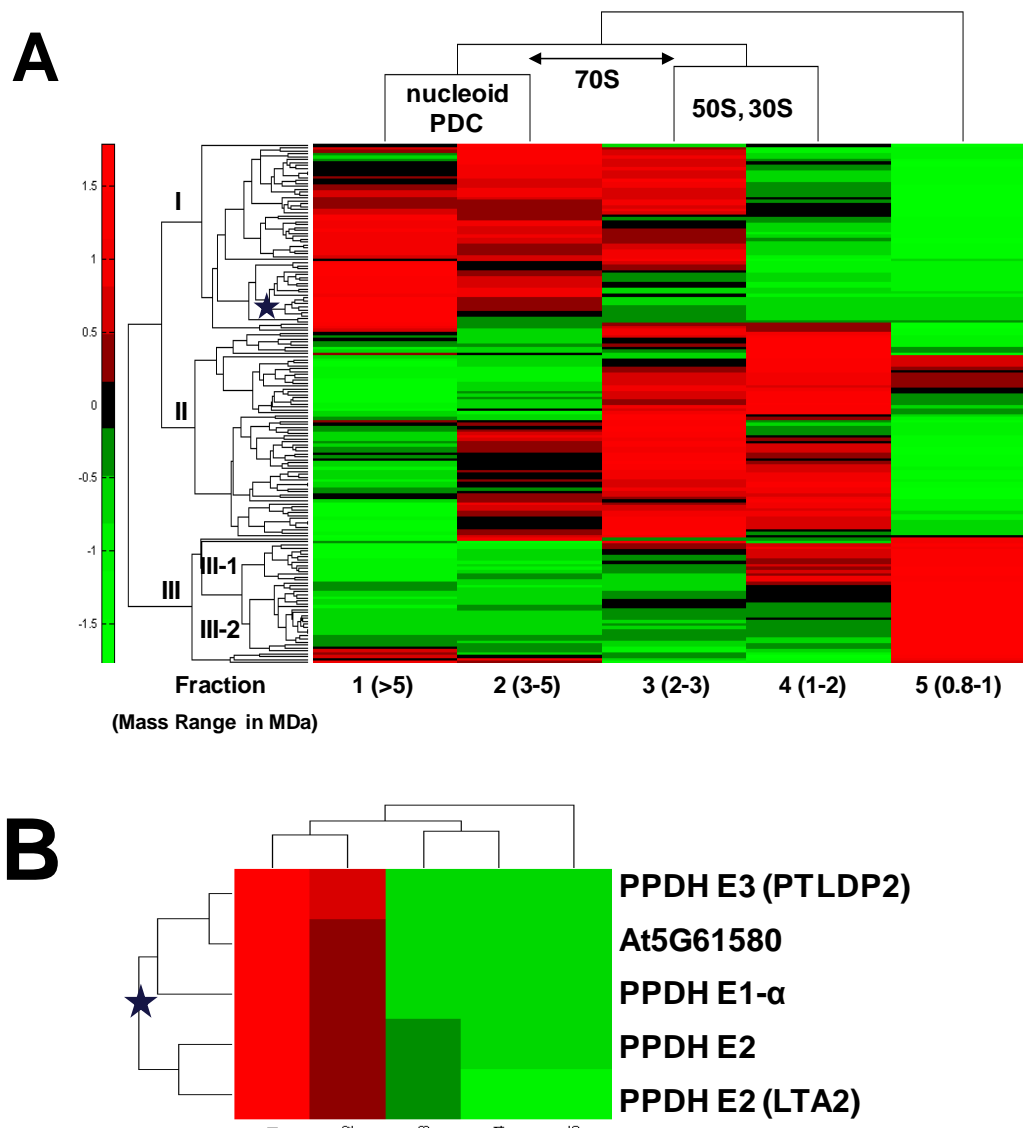 A
70S
nucleoid
PDC
50S, 30S
1.5
1
0.5
0
-0.5
-1
-1.5
I
II
III
III-1
III-2
Fraction 1 (>5) 2 (3-5) 3 (2-3) 4 (1-2) 5 (0.8-1)
(Mass Range in MDa)
B
PPDH E3 (PTLDP2)
At5G61580
PPDH E1-α
PPDH E2
PPDH E2 (LTA2)